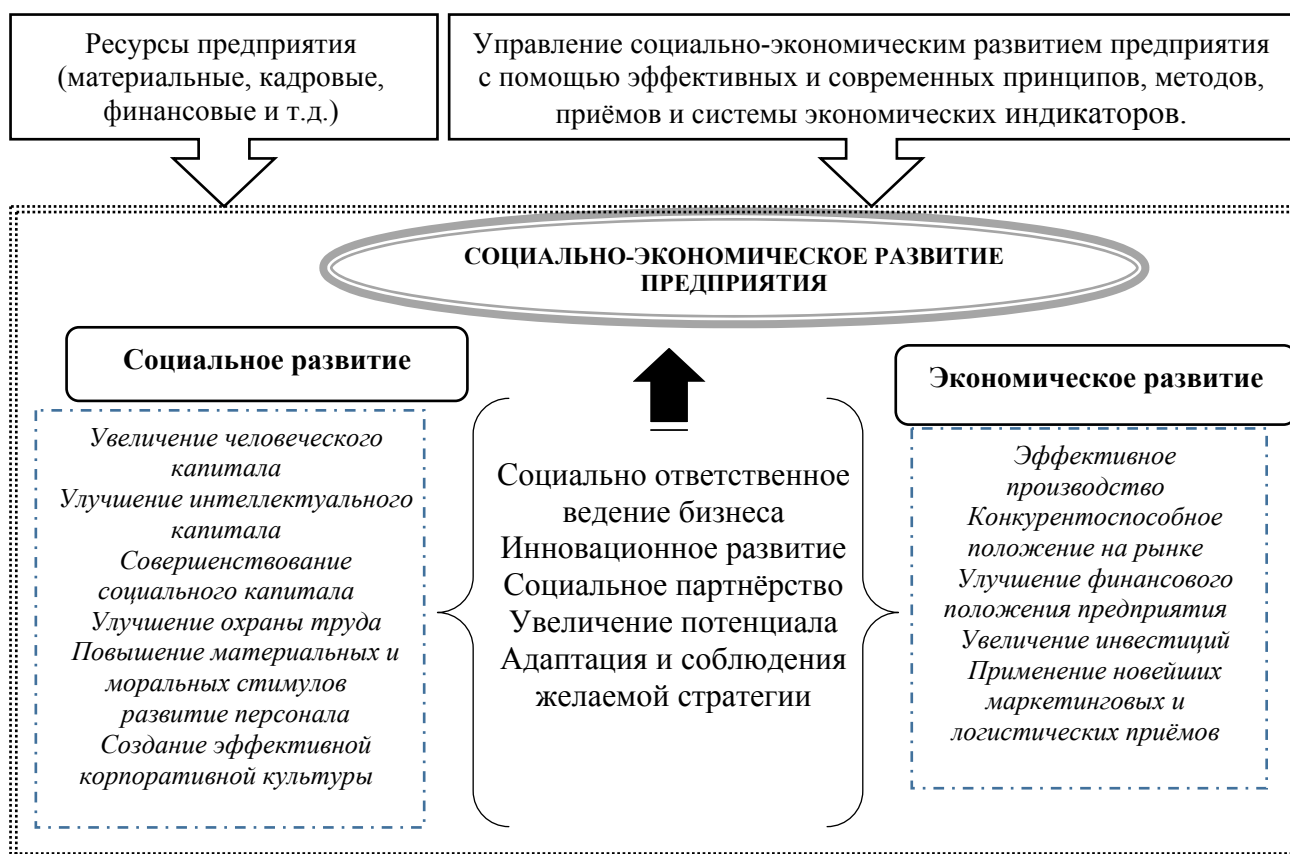 Ресурсы предприятия
(материальные, кадровые,
финансовые и т.д.)
Управление социально-экономическим развитием предприятия
с помощью эффективных и современных принципов, методов,
приёмов и системы экономических индикаторов.
СОЦИАЛЬНО-ЭКОНОМИЧЕСКОЕ РАЗВИТИЕ
ПРЕДПРИЯТИЯ
Социальное развитие
Увеличение человеческого
капитала
Улучшение интеллектуального
капитала
Совершенствование
социального капитала
Улучшение охраны труда
Повышение материальных и
моральных стимулов
развитие персонала
Создание эффективной
корпоративной культуры
Социально ответственное
ведение бизнеса
Инновационное развитие
Социальное партнёрство
Увеличение потенциала
Адаптация и соблюдения
желаемой стратегии
Экономическое развитие
Эффективное
производство
Конкурентоспособное
положение на рынке
Улучшение финансового
положения предприятия
Увеличение инвестиций
Применение новейших
маркетинговых и
логистических приёмов